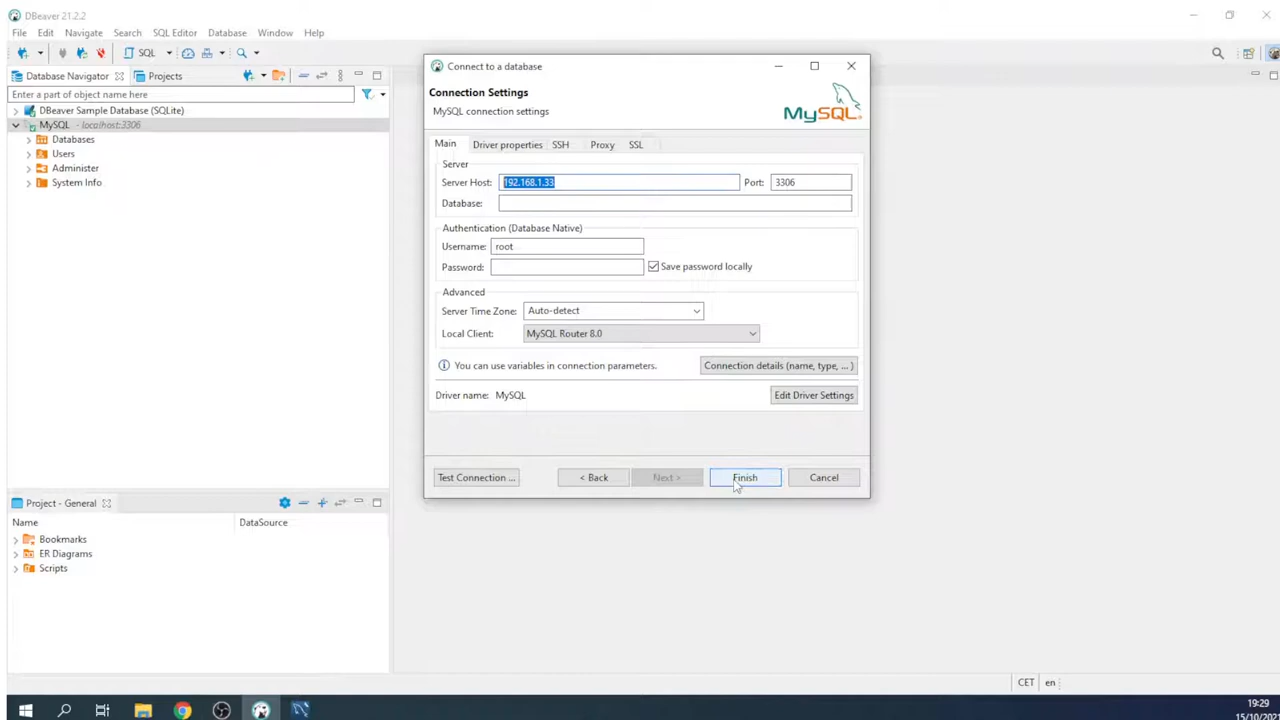 DBeaver 21.2.2
File Edit Navigate Search SQL Editor Database Window Help
SQL
Database Navigator Projects
Enter a part of object name here
DBeaver Sample Database (SQLite)
MySQL - localhost:3306
Databases
Users
Administer
System Info
Connect to a database
Connection Settings
MySQL connection settings
MySQL
Main Driver properties SSH Proxy SSL
Server
Server Host: 192.168.1.33 Port: 3306
Database:
Authentication (Database Native)
Username: root
Password: Save password locally
Advanced
Server Time Zone: Auto-detect
Local Client: MySQL Router 8.0
You can use variables in connection parameters. Connection details (name, type, ... )
Driver name: MySQL Edit Driver Settings
Test Connection ... < Back Next > Finish Cancel
Project - General
Name DataSource
Bookmarks
ER Diagrams
Scripts
CET en
19:29